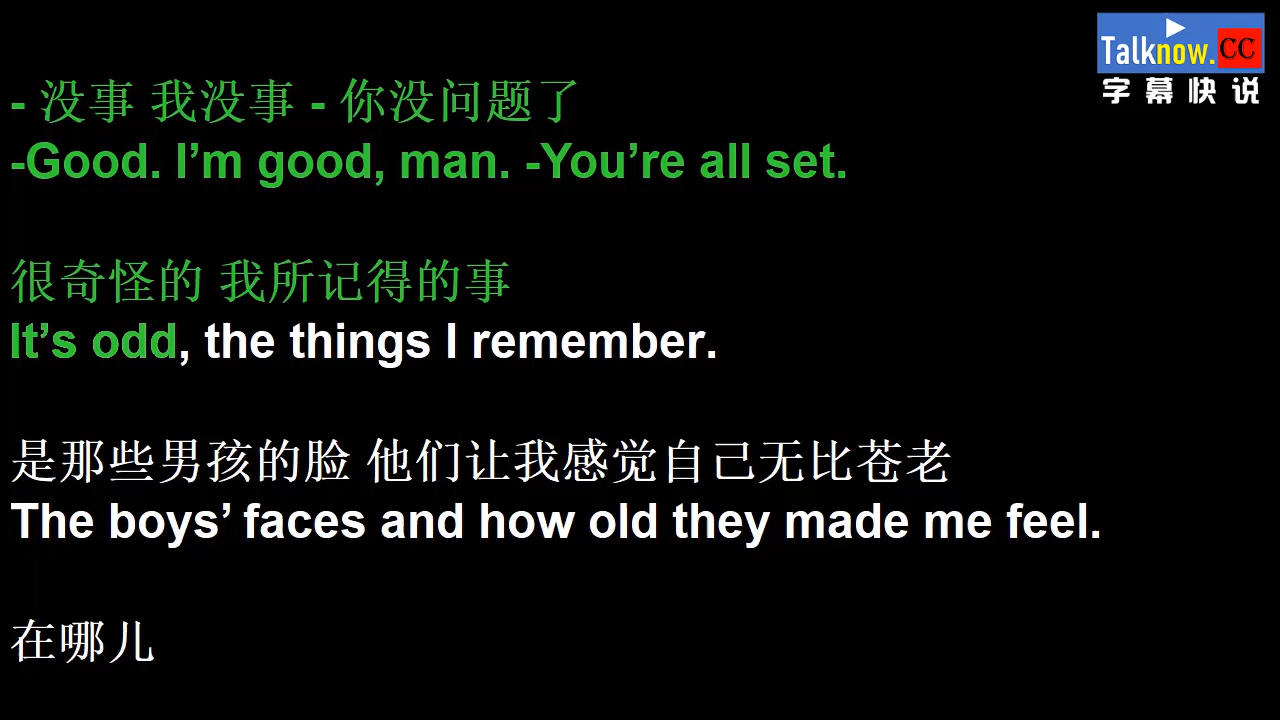 Talknow.CC
字幕快说
- 没事 我没事 - 你没问题了
-Good. I’m good, man. -You’re all set.
很奇怪的 我所记得的事
It’s odd, the things I remember.
是那些男孩的脸 他们让我感觉自己无比苍老
The boys’ faces and how old they made me feel.
在哪儿